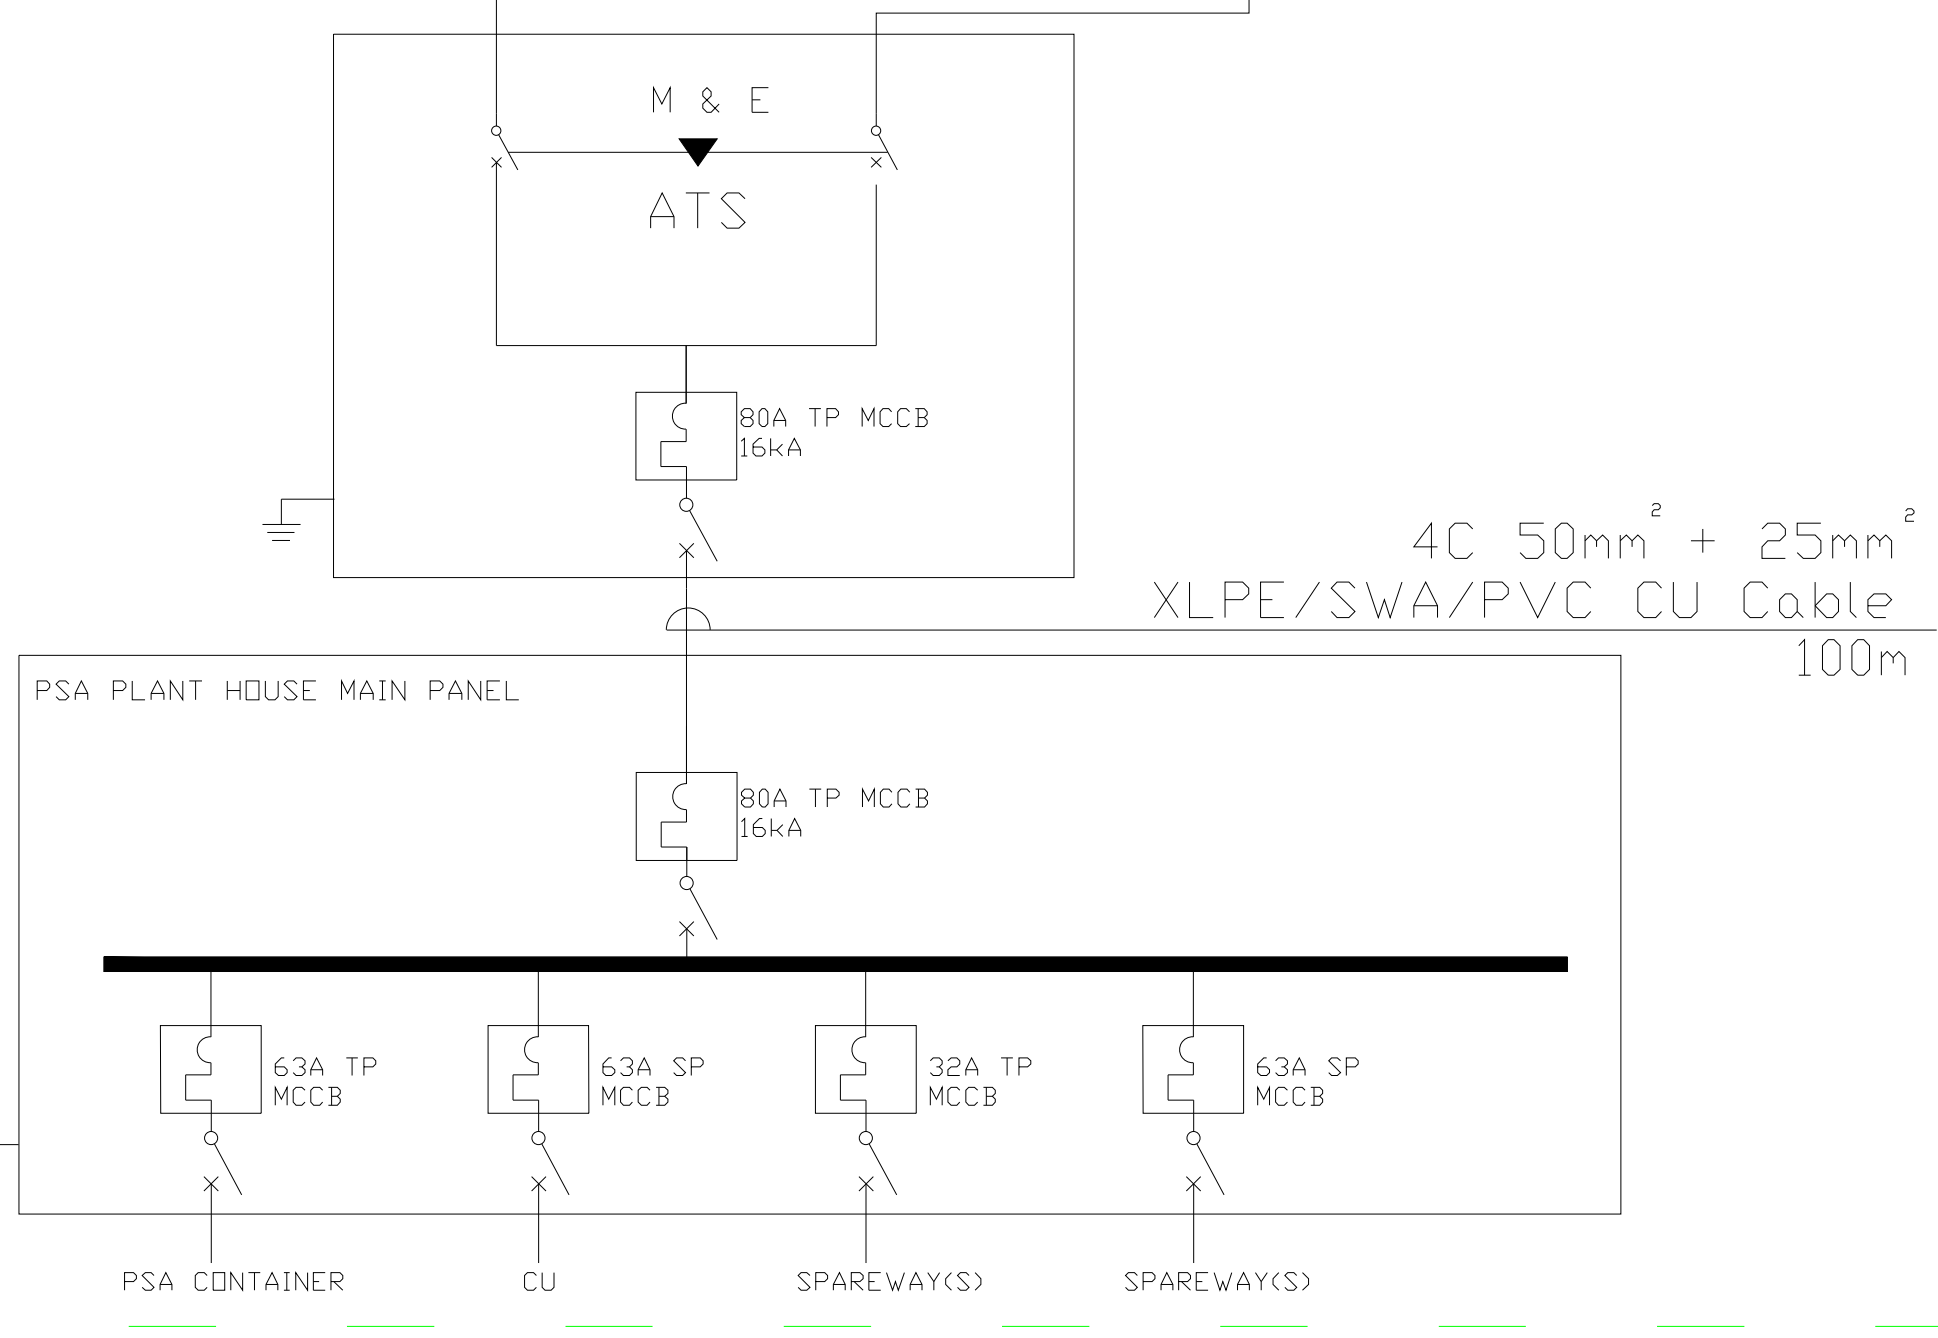 M & E
ATS
80A TP MCCB
16kA
4C 50mm² + 25mm²
XLPE/SWA/PVC CU Cable
100m
PSA PLANT HOUSE MAIN PANEL
80A TP MCCB
16kA
63A TP
MCCB
63A SP
MCCB
32A TP
MCCB
63A SP
MCCB
PSA CONTAINER
CU
SPAREWAY(S)
SPAREWAY(S)